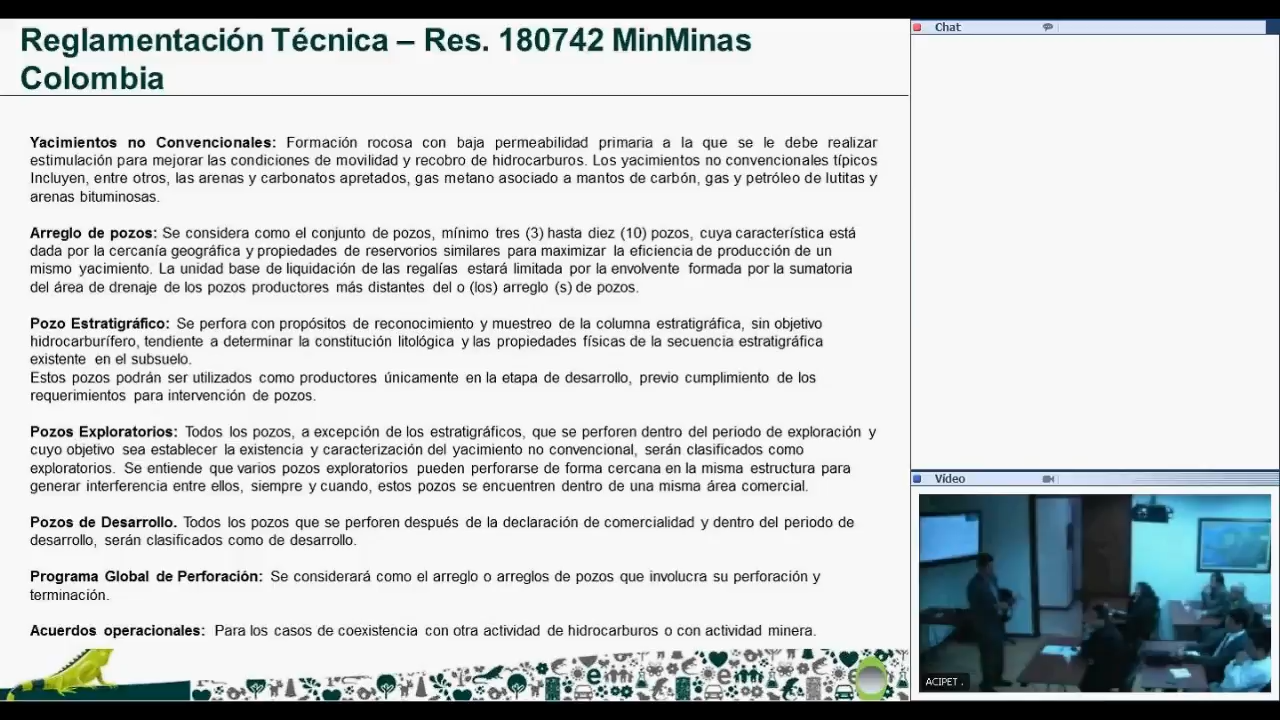 Reglamentación Técnica – Res. 180742 MinMinas
Colombia
Yacimientos no Convencionales: Formación rocosa con baja permeabilidad primaria a la que se le debe realizar
estimulación para mejorar las condiciones de movilidad y recobro de hidrocarburos. Los yacimientos no convencionales típicos
Incluyen, entre otros, las arenas y carbonatos apretados, gas metano asociado a mantos de carbón, gas y petróleo de lutitas y
arenas bituminosas.
Arreglo de pozos: Se considera como el conjunto de pozos, mínimo tres (3) hasta diez (10) pozos, cuya característica está
dada por la cercanía geográfica y propiedades de reservorios similares para maximizar la eficiencia de producción de un
mismo yacimiento. La unidad base de liquidación de las regalías estará limitada por la envolvente formada por la sumatoria
del área de drenaje de los pozos productores más distantes del o (los) arreglo (s) de pozos.
Pozo Estratigráfico: Se perfora con propósitos de reconocimiento y muestreo de la columna estratigráfica, sin objetivo
hidrocarburífero, tendiente a determinar la constitución litológica y las propiedades físicas de la secuencia estratigráfica
existente en el subsuelo.
Estos pozos podrán ser utilizados como productores únicamente en la etapa de desarrollo, previo cumplimiento de los
requerimientos para intervención de pozos.
Pozos Exploratorios: Todos los pozos, a excepción de los estratigráficos, que se perforen dentro del periodo de exploración y
cuyo objetivo sea establecer la existencia y caracterización del yacimiento no convencional, serán clasificados como
exploratorios. Se entiende que varios pozos exploratorios pueden perforarse de forma cercana en la misma estructura para
generar interferencia entre ellos, siempre y cuando, estos pozos se encuentren dentro de una misma área comercial.
Pozos de Desarrollo. Todos los pozos que se perforen después de la declaración de comercialidad y dentro del periodo de
desarrollo, serán clasificados como de desarrollo.
Programa Global de Perforación: Se considerará como el arreglo o arreglos de pozos que involucra su perforación y
terminación.
Acuerdos operacionales: Para los casos de coexistencia con otra actividad de hidrocarburos o con actividad minera.
Chat
Vídeo
ACIPET .